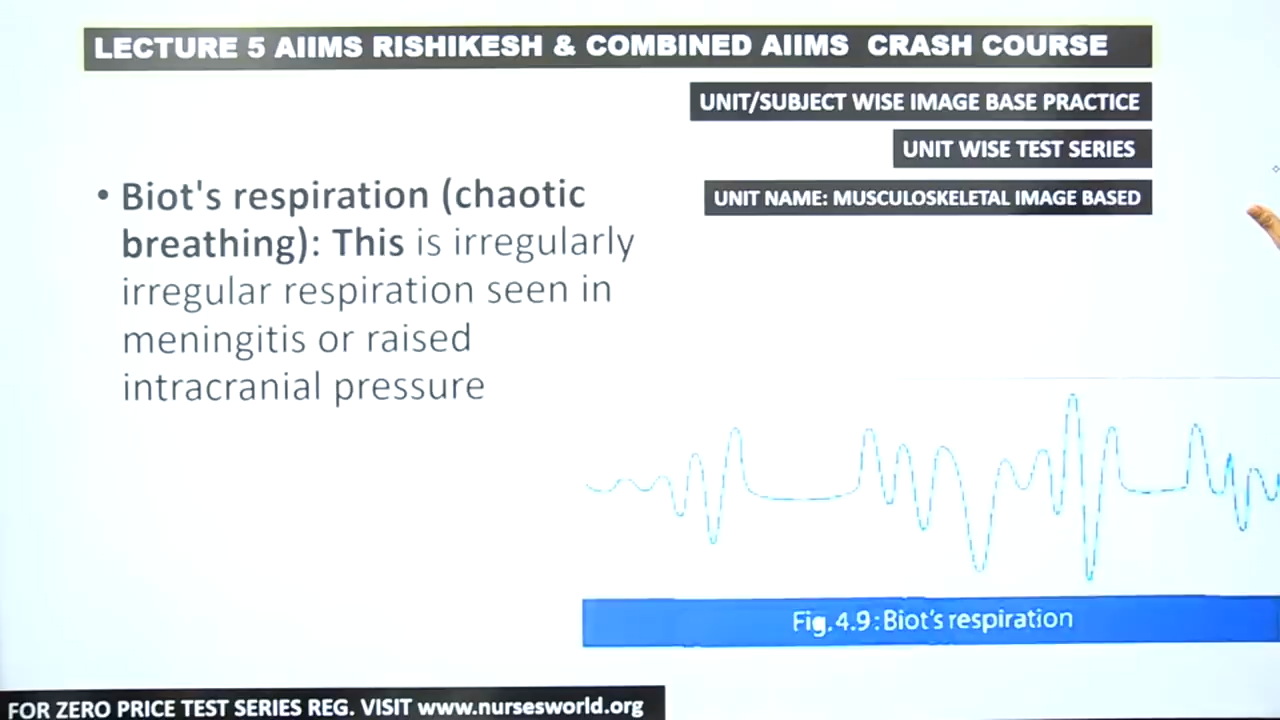 LECTURE 5 AIIMS RISHIKESH & COMBINED AIIMS CRASH COURSE
UNIT/SUBJECT WISE IMAGE BASE PRACTICE
UNIT WISE TEST SERIES
UNIT NAME: MUSCULOSKELETAL IMAGE BASED
• Biot's respiration (chaotic
breathing): This is irregularly
irregular respiration seen in
meningitis or raised
intracranial pressure
Fig. 4.9 : Biot's respiration
FOR ZERO PRICE TEST SERIES REG. VISIT www.nursesworld.org